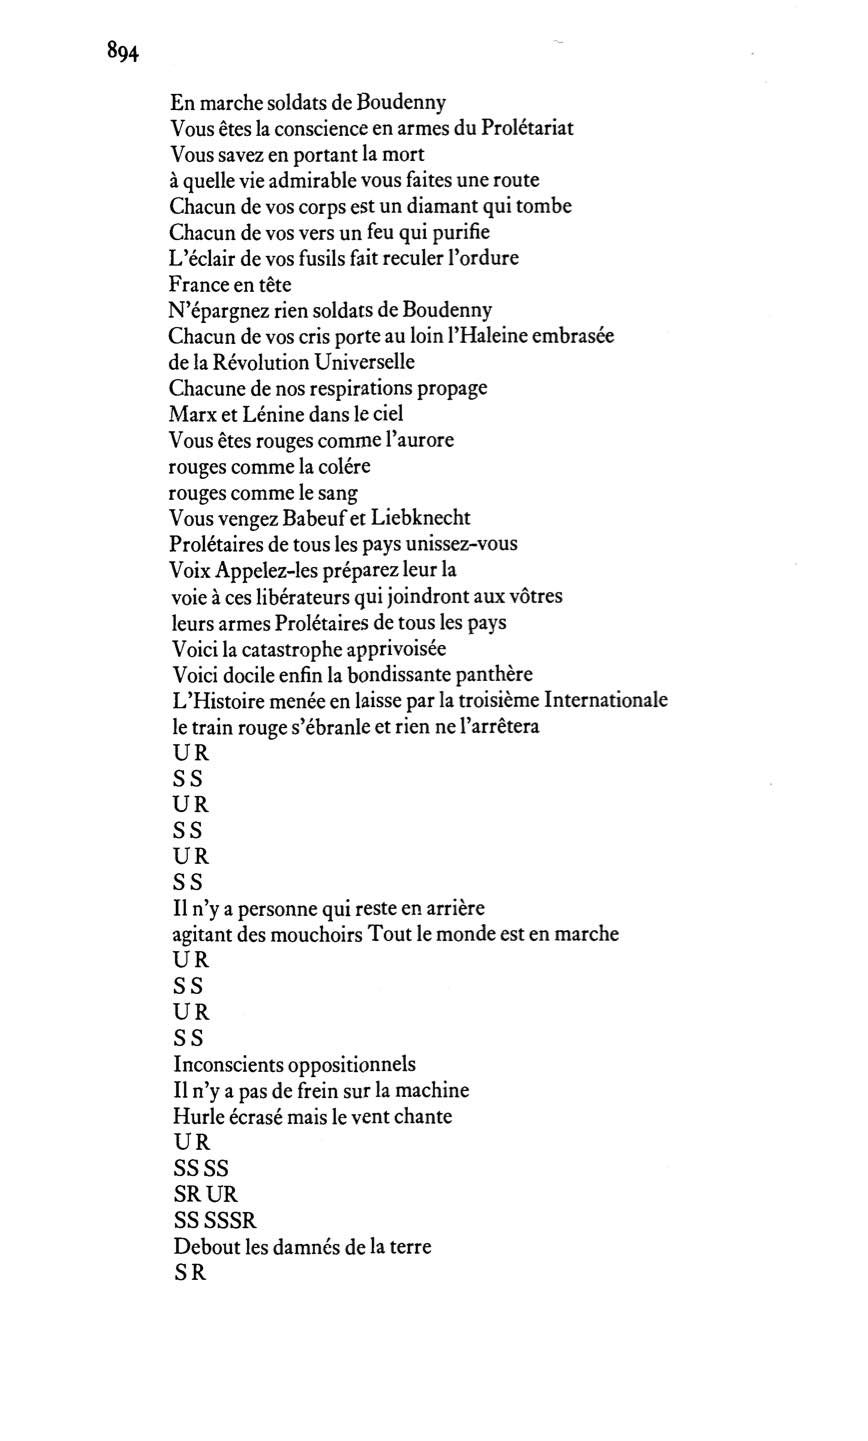 894
En marche soldats de Boudenny
Vous êtes la conscience en armes du Prolétariat
Vous savez en portant la mort
à quelle vie admirable vous faites une route
Chacun de vos corps est un diamant qui tombe
Chacun de vos vers un feu qui purifie
L'éclair de vos fusils fait reculer l'ordure
France en tête
N'épargnez rien soldats de Boudenny
Chacun de vos cris porte au loin l'Haleine embrasée
de la Révolution Universelle
Chacune de nos respirations propage
Marx et Lénine dans le ciel
Vous êtes rouges comme l'aurore
rouges comme la colére
rouges comme le sang
Vous vengez Babeuf et Liebknecht
Prolétaires de tous les pays unissez-vous
Voix Appelez-les préparez leur la
voie à ces libérateurs qui joindront aux vôtres
leurs armes Prolétaires de tous les pays
Voici la catastrophe apprivoisée
Voici docile enfin la bondissante panthère
L'Histoire menée en laisse par la troisième Internationale
le train rouge s'ébranle et rien ne l'arrêtera
U R
S S
U R
S S
U R
S S
Il n'y a personne qui reste en arrière
agitant des mouchoirs Tout le monde est en marche
U R
S S
U R
S S
Inconscients oppositionnels
Il n'y a pas de frein sur la machine
Hurle écrasé mais le vent chante
U R
SS SS
SR UR
SS SSSR
Debout les damnés de la terre
S R